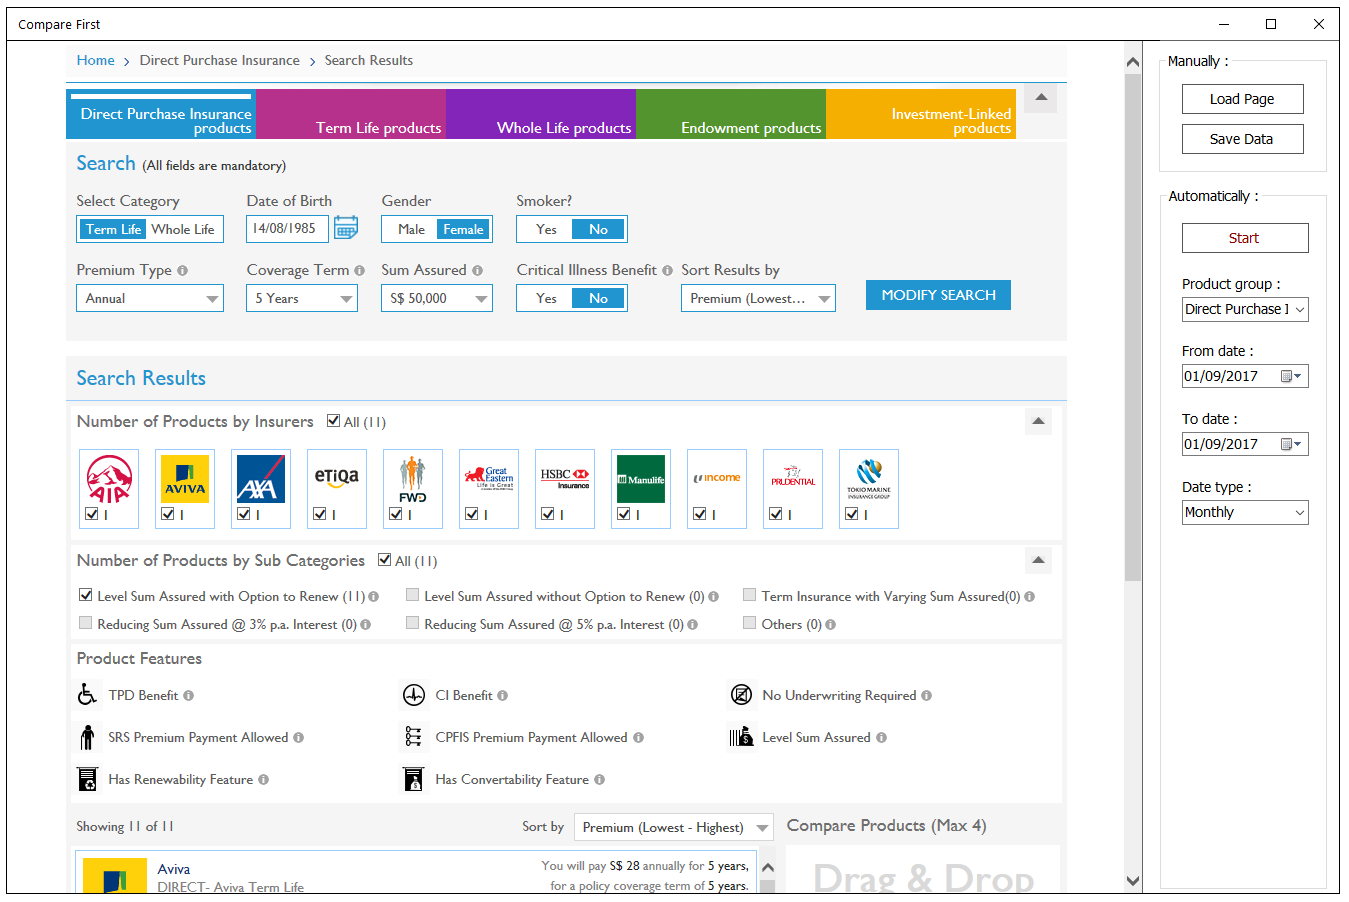 Compare First
Home > Direct Purchase Insurance > Search Results
Direct Purchase Insurance products
Term Life products
Whole Life products
Endowment products
Investment-Linked products
Search (All fields are mandatory)
Select Category
Date of Birth
Gender
Smoker?
Term Life Whole Life
14/08/1985
Male Female
Yes No
Premium Type
Coverage Term
Sum Assured
Critical Illness Benefit
Sort Results by
Annual
5 Years
S$ 50,000
Yes No
Premium (Lowest...
MODIFY SEARCH
Search Results
Number of Products by Insurers All (11)
AIA
AVIVA
AXA
eTiQa
FWD
Great Eastern
Life is Great
HSBC Insurance
Manulife
income
PRUDENTIAL
TOKIO MARINE
INSURANCE GROUP
1 1 1 1 1 1 1 1 1 1 1
Number of Products by Sub Categories All (11)
Level Sum Assured with Option to Renew (11)
Level Sum Assured without Option to Renew (0)
Term Insurance with Varying Sum Assured(0)
Reducing Sum Assured @ 3% p.a. Interest (0)
Reducing Sum Assured @ 5% p.a. Interest (0)
Others (0)
Product Features
TPD Benefit
CI Benefit
No Underwriting Required
SRS Premium Payment Allowed
CPFIS Premium Payment Allowed
Level Sum Assured
Has Renewability Feature
Has Convertability Feature
Showing 11 of 11
Sort by
Premium (Lowest - Highest)
Compare Products (Max 4)
Aviva
DIRECT- Aviva Term Life
You will pay S$ 28 annually for 5 years,
for a policy coverage term of 5 years.
Drag & Drop
Manually :
Load Page
Save Data
Automatically :
Start
Product group :
Direct Purchase I
From date :
01/09/2017
To date :
01/09/2017
Date type :
Monthly